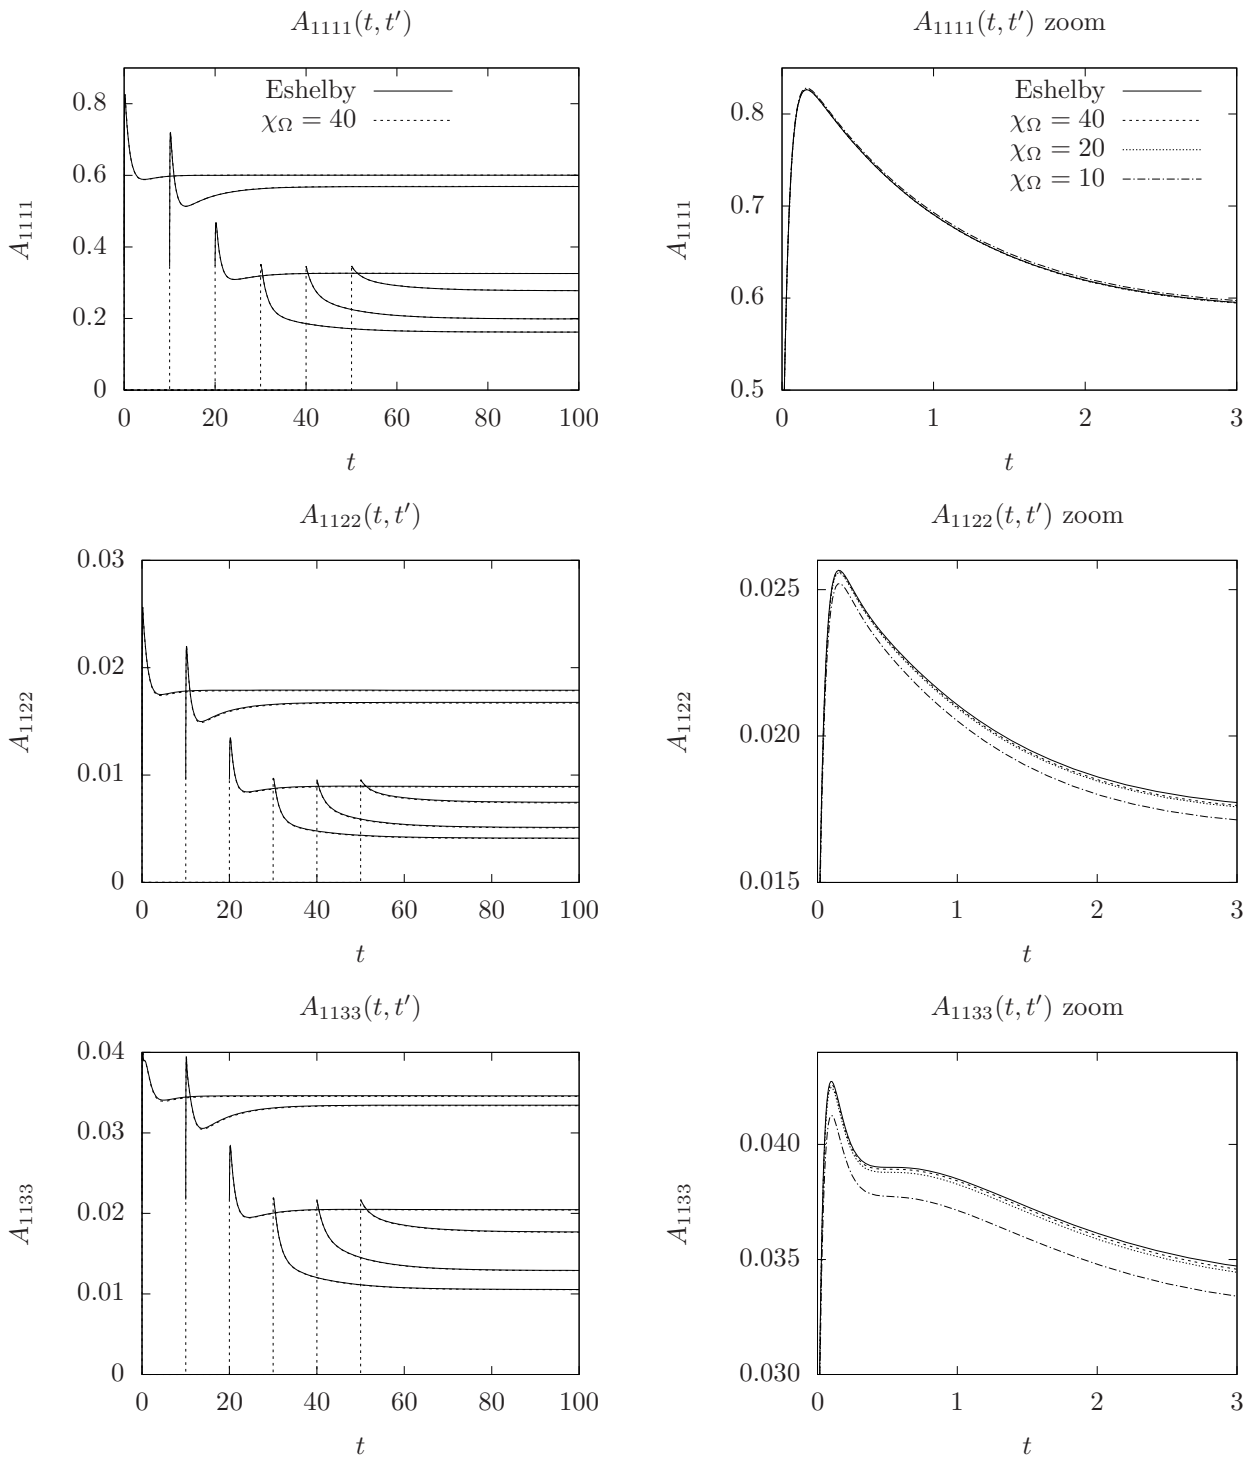 A1111(t, t′)
0.8
0.6
0.4
0.2
0
0 20 40 60 80 100
A1111
t
Eshelby
χΩ = 40
A1111(t, t′) zoom
0.8
0.7
0.6
0.5
0 1 2 3
A1111
t
Eshelby
χΩ = 40
χΩ = 20
χΩ = 10
A1122(t, t′)
0.03
0.02
0.01
0
0 20 40 60 80 100
A1122
t
A1122(t, t′) zoom
0.025
0.020
0.015
0 1 2 3
A1122
t
A1133(t, t′)
0.04
0.03
0.02
0.01
0
0 20 40 60 80 100
A1133
t
A1133(t, t′) zoom
0.040
0.035
0.030
0 1 2 3
A1133
t